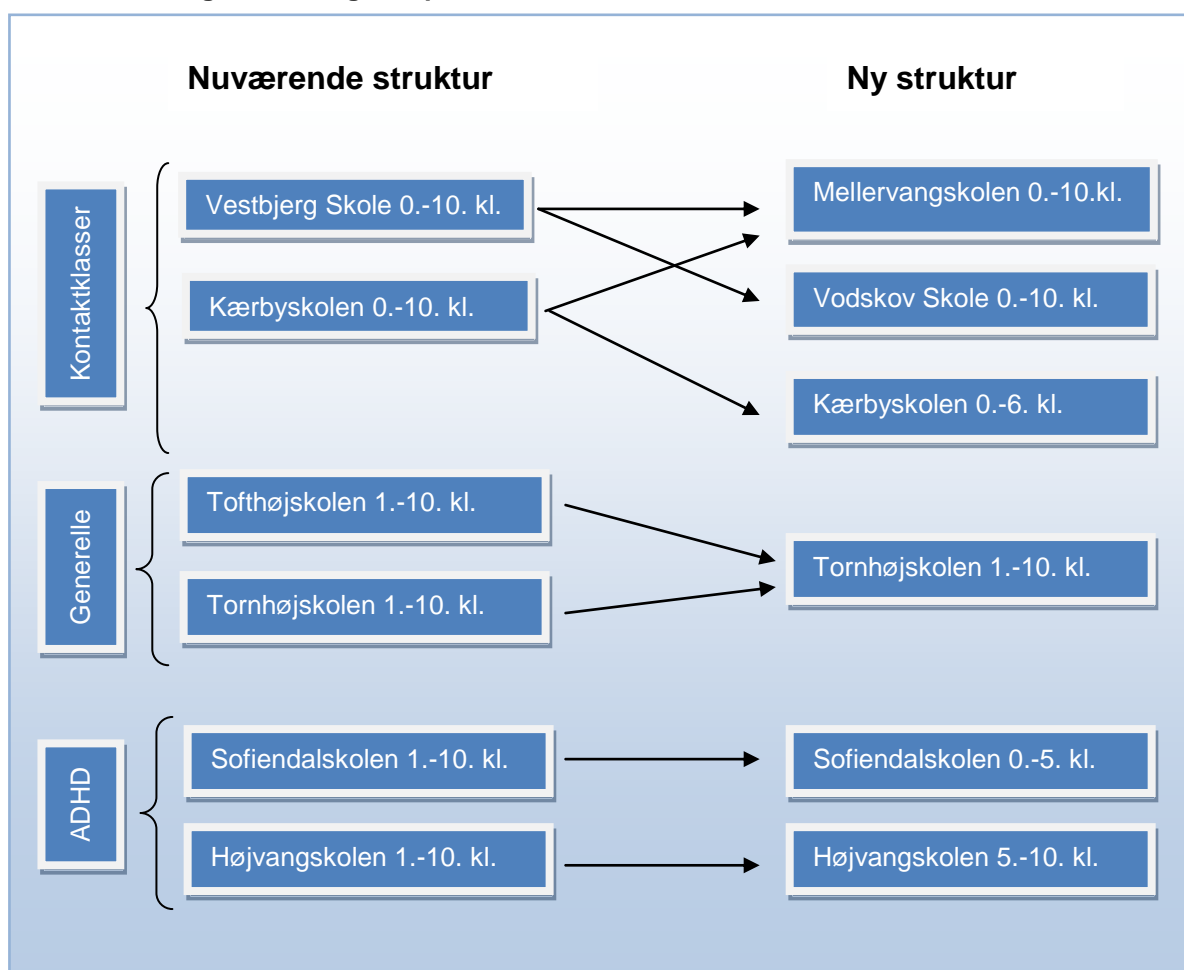 Nuværende struktur
Ny struktur
Kontaktklasser
Vestbjerg Skole 0.-10. kl.
Kærbyskolen 0.-10. kl.
Mellervangskolen 0.-10.kl.
Vodskov Skole 0.-10. kl.
Kærbyskolen 0.-6. kl.
Generelle
Tofthøjskolen 1.-10. kl.
Tornhøjskolen 1.-10. kl.
Tornhøjskolen 1.-10. kl.
ADHD
Sofiendalskolen 1.-10. kl.
Højvangskolen 1.-10. kl.
Sofiendalskolen 0.-5. kl.
Højvangskolen 5.-10. kl.